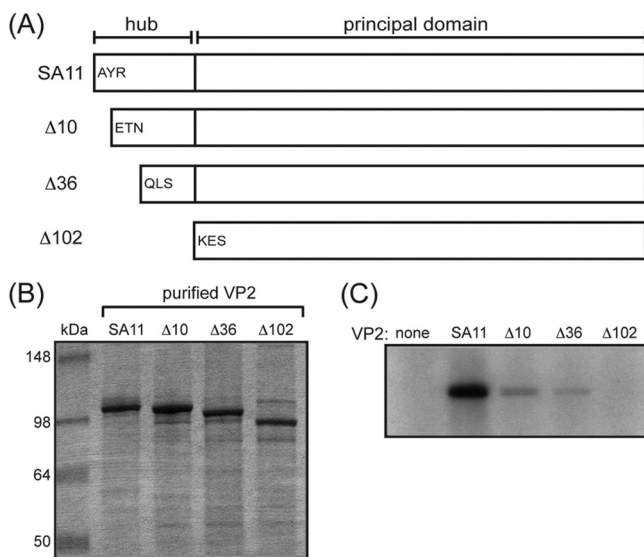 (A)
hub principal domain
SA11 AYR
Δ10 ETN
Δ36 QLS
Δ102 KES
(B) (C)
purified VP2
kDa SA11 Δ10 Δ36 Δ102
VP2: none SA11 Δ10 Δ36 Δ102
148
98
64
50